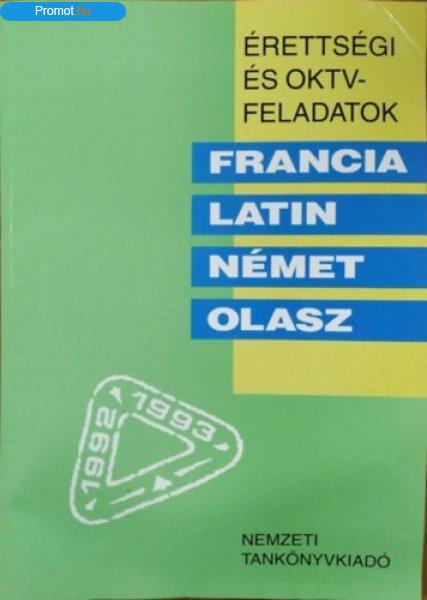 Promot.hu
ÉRETTSÉGI
ÉS OKTV-
FELADATOK
FRANCIA
LATIN
NÉMET
OLASZ
1992
1993
NEMZETI
TANKÖNYVKIADÓ